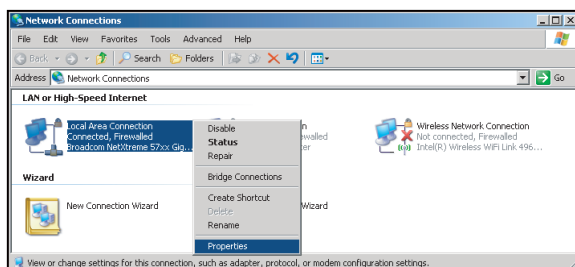 Network Connections
File Edit View Favorites Tools Advanced Help
Back Search Folders
Address Network Connections Go
LAN or High-Speed Internet
Local Area Connection
Connected, Firewalled
Broadcom NetXtreme 57xx Gig...
Disable
Status
Repair
Bridge Connections
Create Shortcut
Delete
Rename
Properties
Wireless Network Connection
Not connected, Firewalled
Intel(R) Wireless WiFi Link 496...
Wizard
New Connection Wizard
Wizard
View or change settings for this connection, such as adapter, protocol, or modem configuration settings.